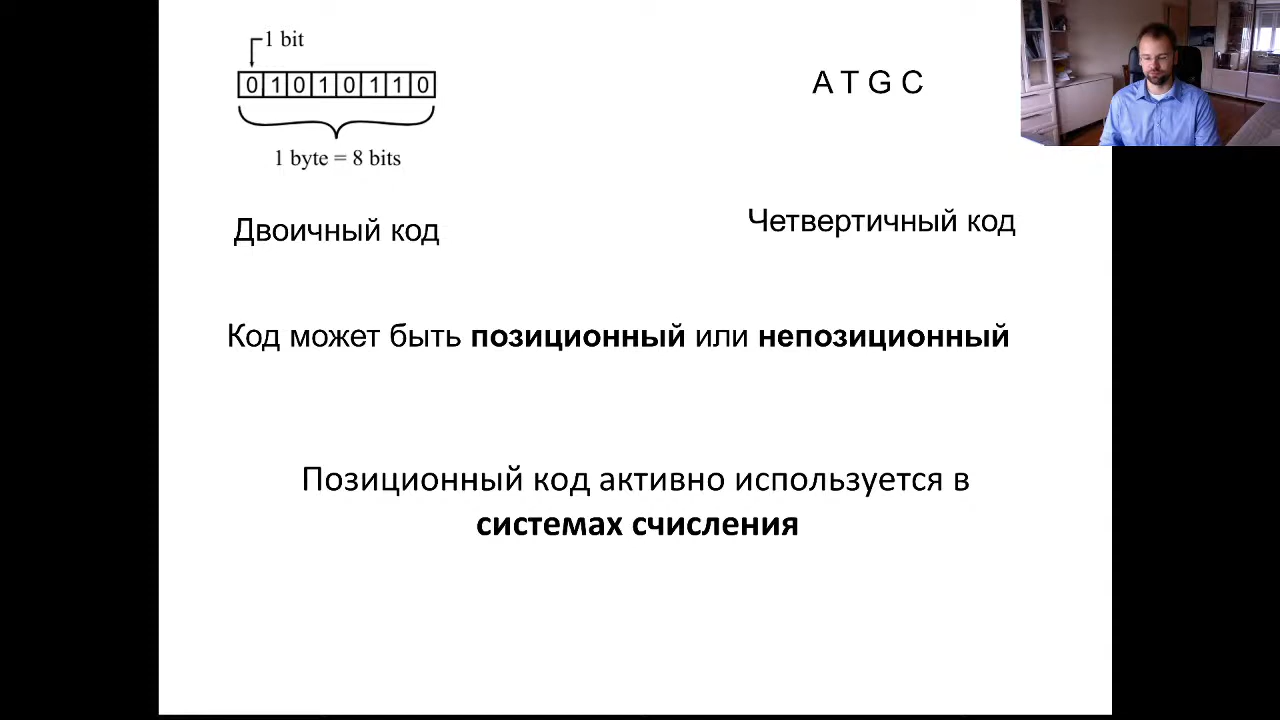 1 bit
0 1 0 1 0 1 1 0
1 byte = 8 bits
A T G C
Двоичный код
Четвертичный код
Код может быть позиционный или непозиционный
Позиционный код активно используется в
системах счисления